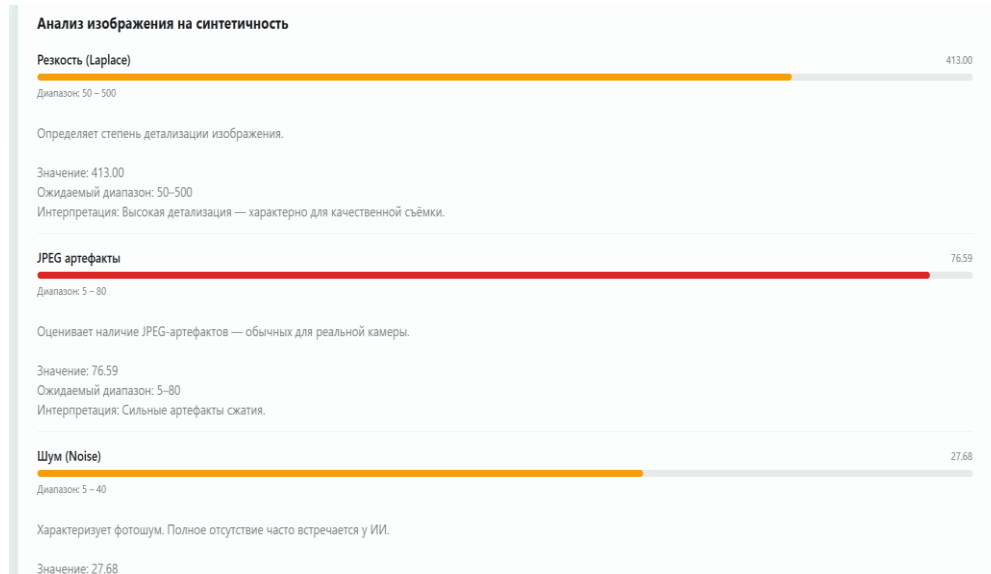 Анализ изображения на синтетичность
Резкость (Laplace) 413.00
Диапазон: 50 – 500
Определяет степень детализации изображения.
Значение: 413.00
Ожидаемый диапазон: 50–500
Интерпретация: Высокая детализация — характерно для качественной съёмки.
JPEG артефакты 76.59
Диапазон: 5 – 80
Оценивает наличие JPEG-артефактов — обычных для реальной камеры.
Значение: 76.59
Ожидаемый диапазон: 5–80
Интерпретация: Сильные артефакты сжатия.
Шум (Noise) 27.68
Диапазон: 5 – 40
Характеризует фотошум. Полное отсутствие часто встречается у ИИ.
Значение: 27.68